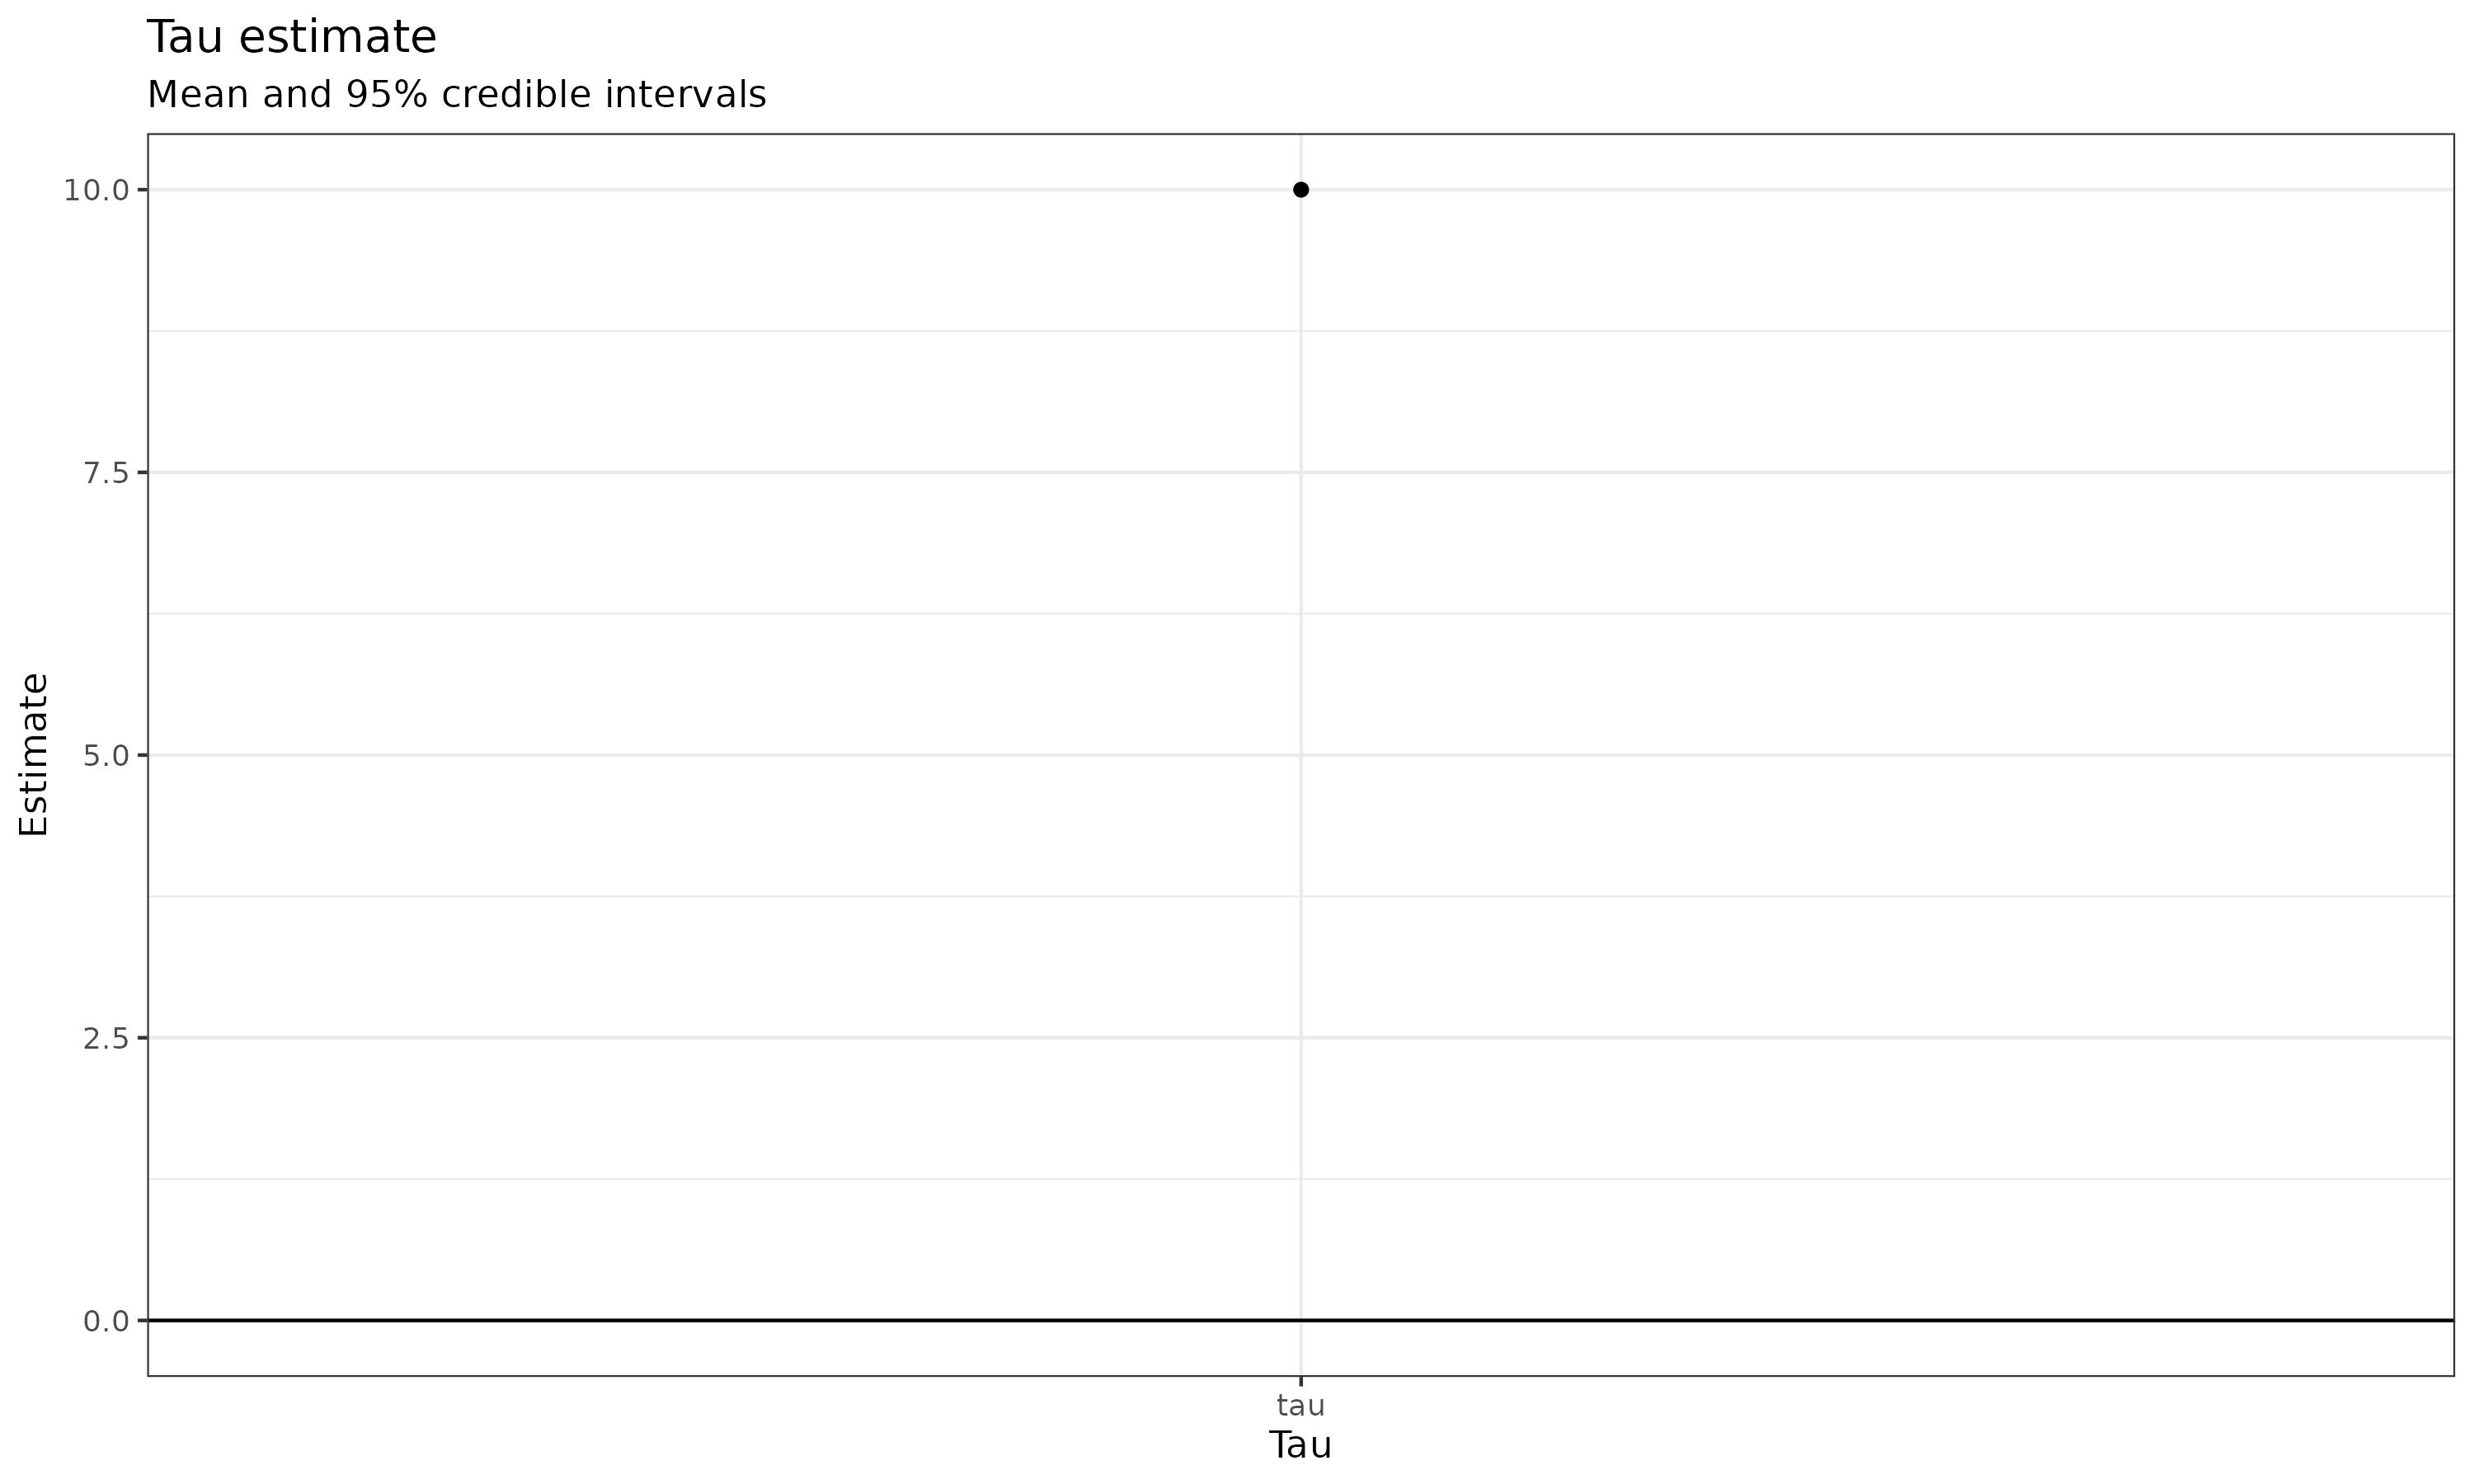 Tau estimate
Mean and 95% credible intervals
10.0
7.5
5.0
2.5
0.0
Estimate
tau
Tau